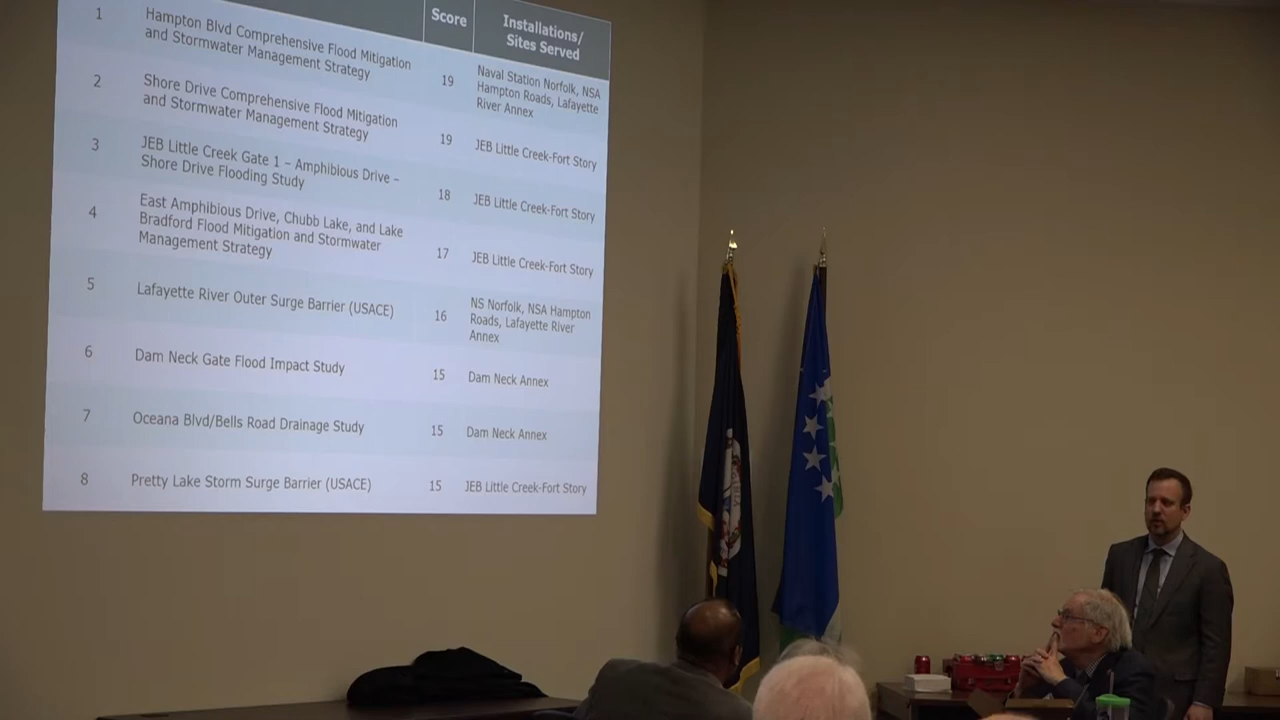 Score
Installations/
Sites Served
1
Hampton Blvd Comprehensive Flood Mitigation
and Stormwater Management Strategy
19
Naval Station Norfolk, NSA
Hampton Roads, Lafayette
River Annex
2
Shore Drive Comprehensive Flood Mitigation
and Stormwater Management Strategy
19
JEB Little Creek-Fort Story
3
JEB Little Creek Gate 1 – Amphibious Drive –
Shore Drive Flooding Study
18
JEB Little Creek-Fort Story
4
East Amphibious Drive, Chubb Lake, and Lake
Bradford Flood Mitigation and Stormwater
Management Strategy
17
JEB Little Creek-Fort Story
5
Lafayette River Outer Surge Barrier (USACE)
16
NS Norfolk, NSA Hampton
Roads, Lafayette River
Annex
6
Dam Neck Gate Flood Impact Study
15
Dam Neck Annex
7
Oceana Blvd/Bells Road Drainage Study
15
Dam Neck Annex
8
Pretty Lake Storm Surge Barrier (USACE)
15
JEB Little Creek-Fort Story